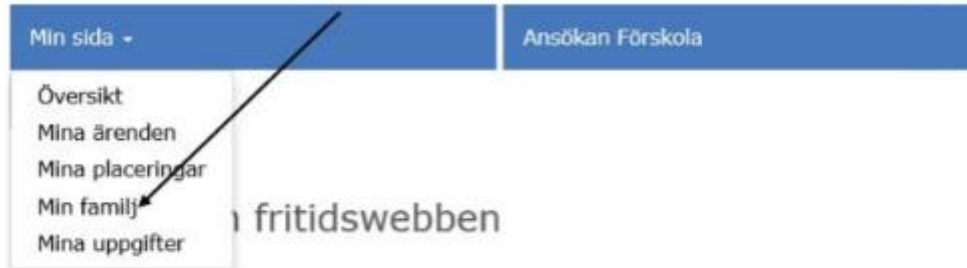 Min sida
Ansökan Förskola
Översikt
Mina ärenden
Mina placeringar
Min familj
Mina uppgifter
fritidswebben